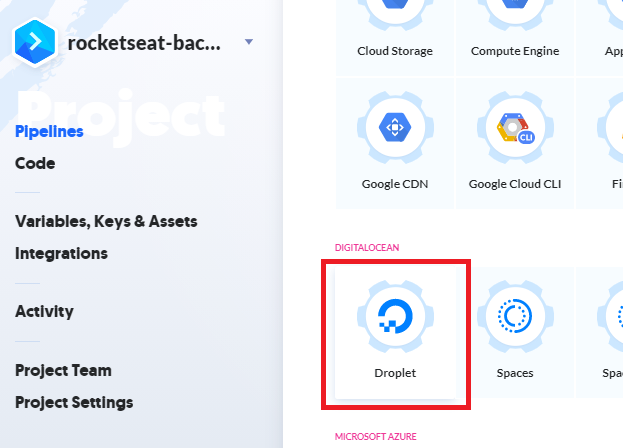 rocketseat-bac...
Project
Pipelines
Code
Variables, Keys & Assets
Integrations
Activity
Project Team
Project Settings
Cloud Storage
Compute Engine
App
Google CDN
CLI
Google Cloud CLI
Fi
DIGITALOCEAN
Droplet
Spaces
Spac
MICROSOFT AZURE